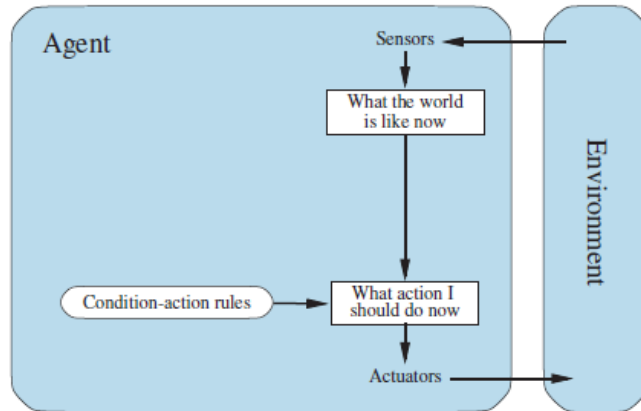 Agent
Sensors
What the world
is like now
Environment
Condition-action rules
What action I
should do now
Actuators